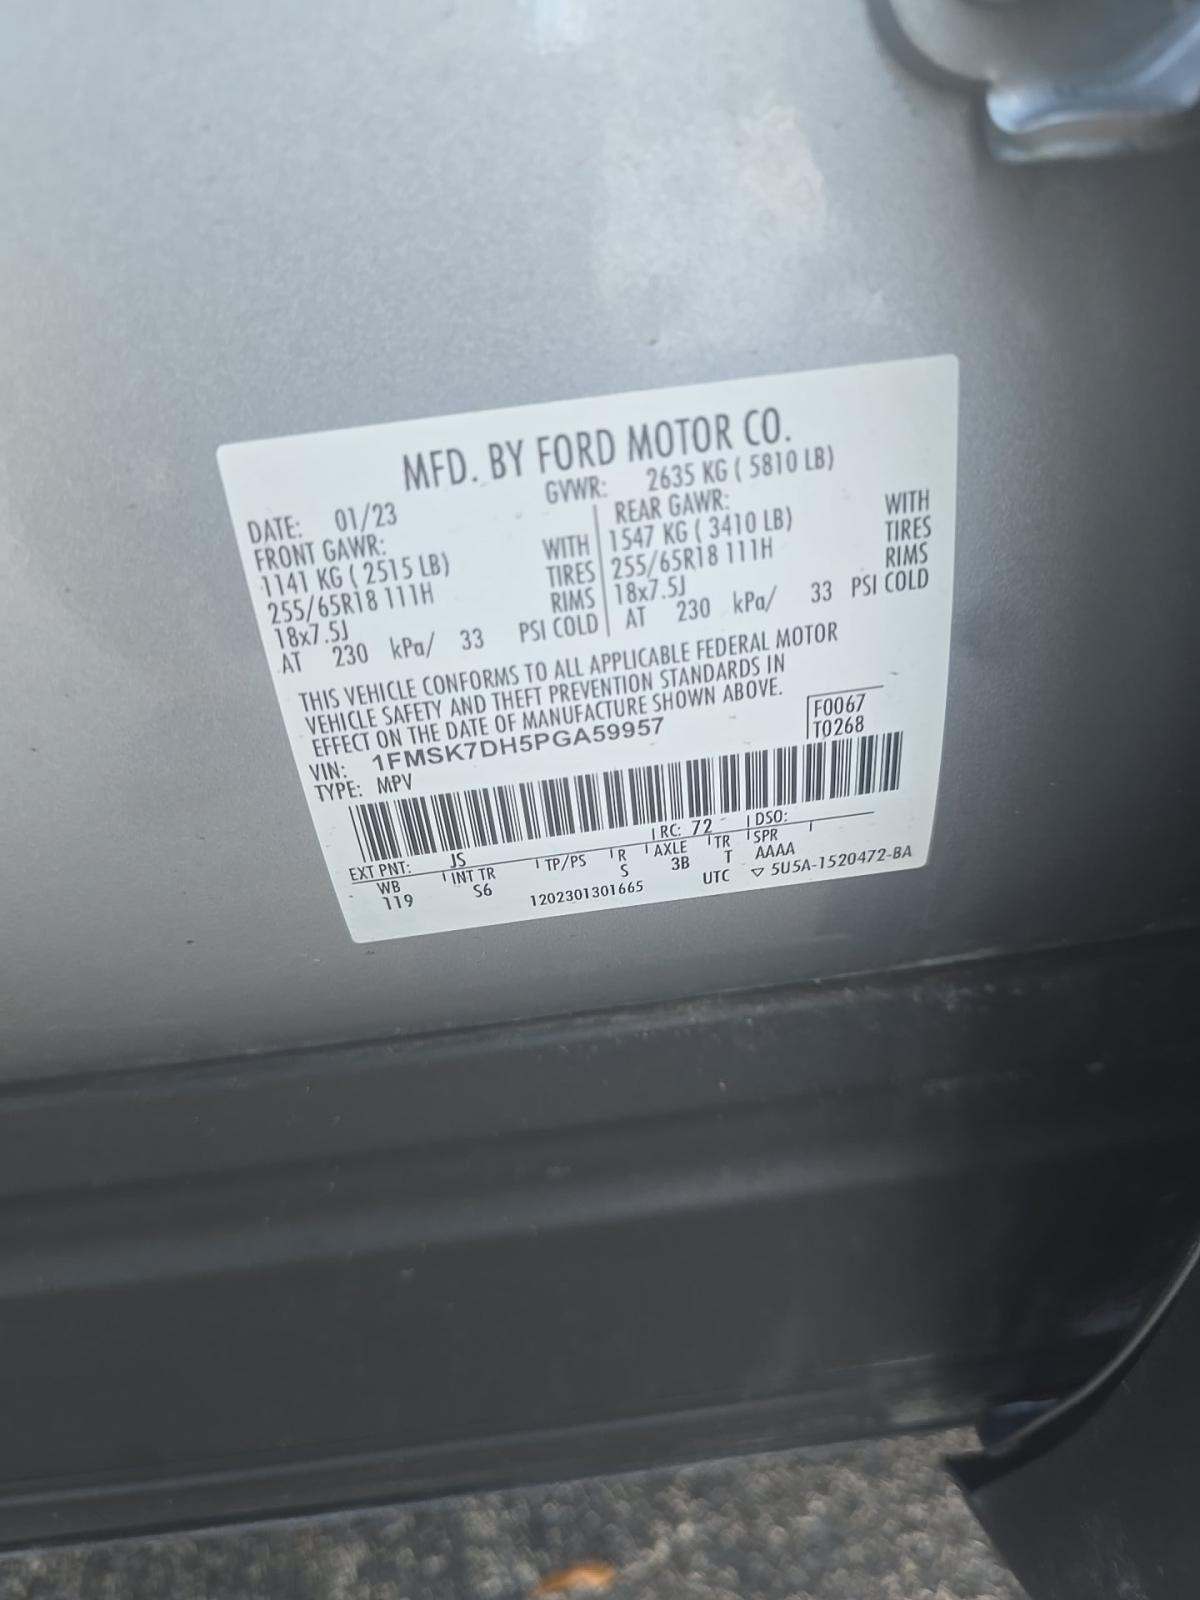 MFD. BY FORD MOTOR CO.
DATE: 01/23 GVWR: 2635 KG ( 5810 LB)
FRONT GAWR: REAR GAWR:
1141 KG ( 2515 LB) WITH 1547 KG ( 3410 LB) WITH
255/65R18 111H TIRES 255/65R18 111H TIRES
18x7.5J RIMS 18x7.5J RIMS
AT 230 kPa/ 33 PSI COLD AT 230 kPa/ 33 PSI COLD
THIS VEHICLE CONFORMS TO ALL APPLICABLE FEDERAL MOTOR
VEHICLE SAFETY AND THEFT PREVENTION STANDARDS IN
EFFECT ON THE DATE OF MANUFACTURE SHOWN ABOVE.
VIN: 1FMSK7DH5PGA59957 F0067
TYPE: MPV T0268
EXT PNT: JS RC: 72 DSO:
WB INT TR TP/PS R AXLE TR SPR
119 S6 S 3B T AAAA
1202301301665 UTC ▽ 5U5A-1520472-BA